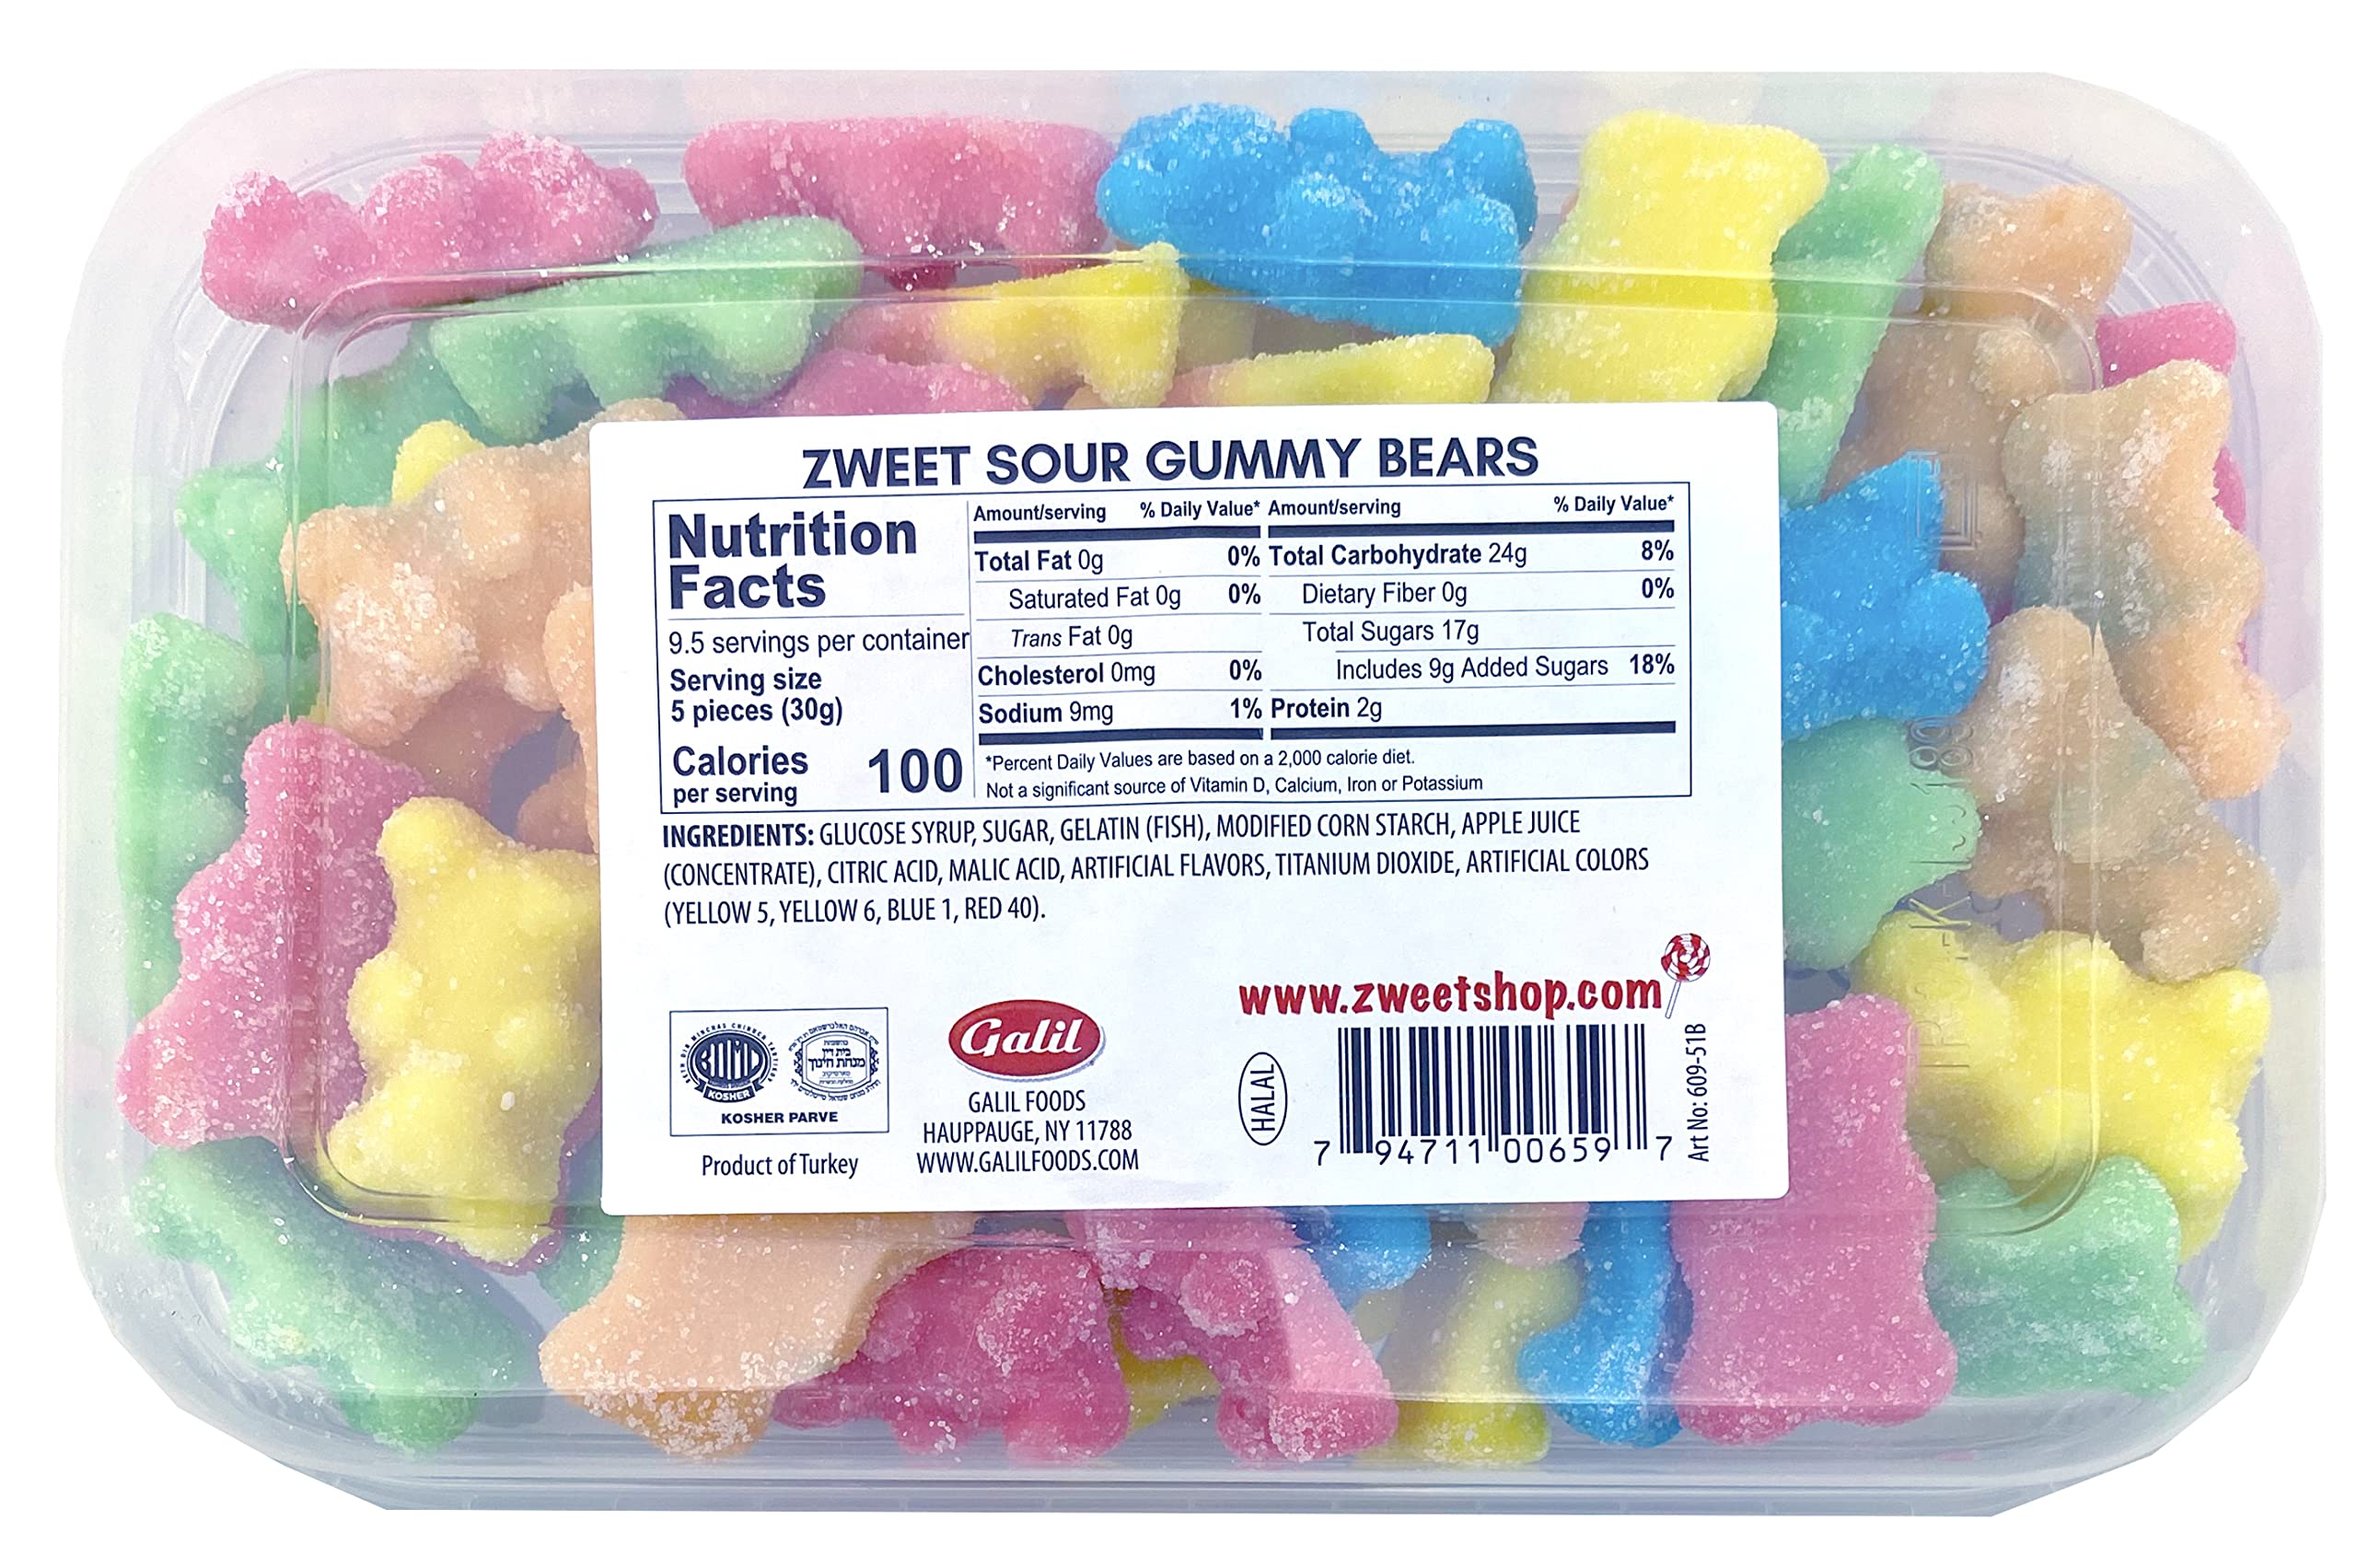 ZWEET SOUR GUMMY BEARS
Nutrition
Facts
9.5 servings per container
Serving size
5 pieces (30g)
Calories
per serving
100
Amount/serving % Daily Value*
Total Fat 0g 0%
Saturated Fat 0g 0%
Trans Fat 0g
Cholesterol 0mg 0%
Sodium 9mg 1%
Amount/serving % Daily Value*
Total Carbohydrate 24g 8%
Dietary Fiber 0g 0%
Total Sugars 17g
Includes 9g Added Sugars 18%
Protein 2g
*Percent Daily Values are based on a 2,000 calorie diet.
Not a significant source of Vitamin D, Calcium, Iron or Potassium
INGREDIENTS: GLUCOSE SYRUP, SUGAR, GELATIN (FISH), MODIFIED CORN STARCH, APPLE JUICE
(CONCENTRATE), CITRIC ACID, MALIC ACID, ARTIFICIAL FLAVORS, TITANIUM DIOXIDE, ARTIFICIAL COLORS
(YELLOW 5, YELLOW 6, BLUE 1, RED 40).
KOSHER
בית דין
מנחת חינוך
KOSHER PARVE
Product of Turkey
Galil
GALIL FOODS
HAUPPAUGE, NY 11788
WWW.GALILFOODS.COM
www.zweetshop.com
HALAL
7 94711 00659 7
Art No: 609-51B